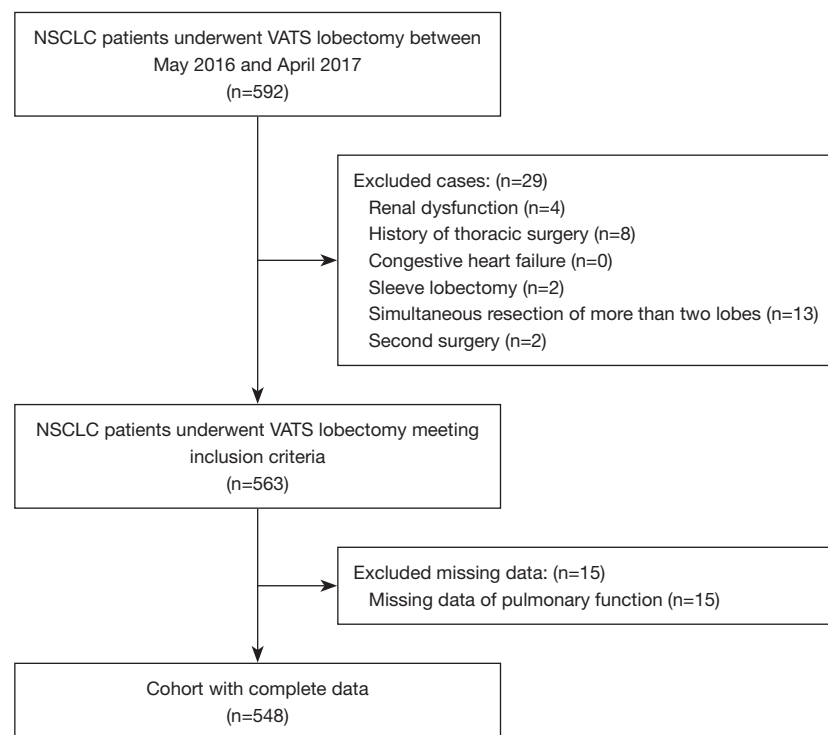 NSCLC patients underwent VATS lobectomy between
May 2016 and April 2017
(n=592)
Excluded cases: (n=29)
Renal dysfunction (n=4)
History of thoracic surgery (n=8)
Congestive heart failure (n=0)
Sleeve lobectomy (n=2)
Simultaneous resection of more than two lobes (n=13)
Second surgery (n=2)
NSCLC patients underwent VATS lobectomy meeting
inclusion criteria
(n=563)
Excluded missing data: (n=15)
Missing data of pulmonary function (n=15)
Cohort with complete data
(n=548)